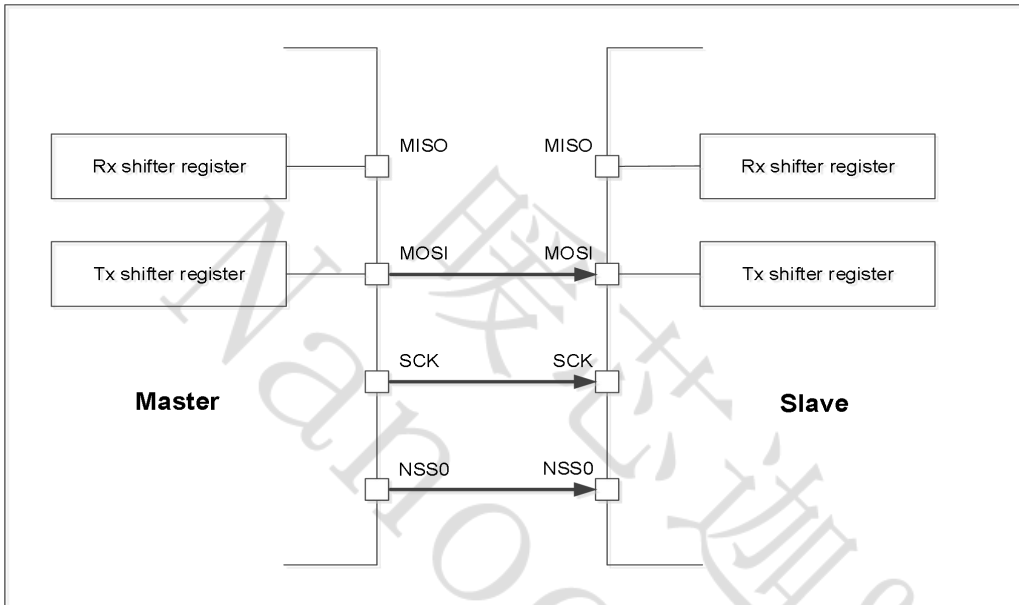 MISO MISO
Rx shifter register Rx shifter register
MOSI MOSI
Tx shifter register Tx shifter register
SCK SCK
Master Slave
NSS0 NSS0